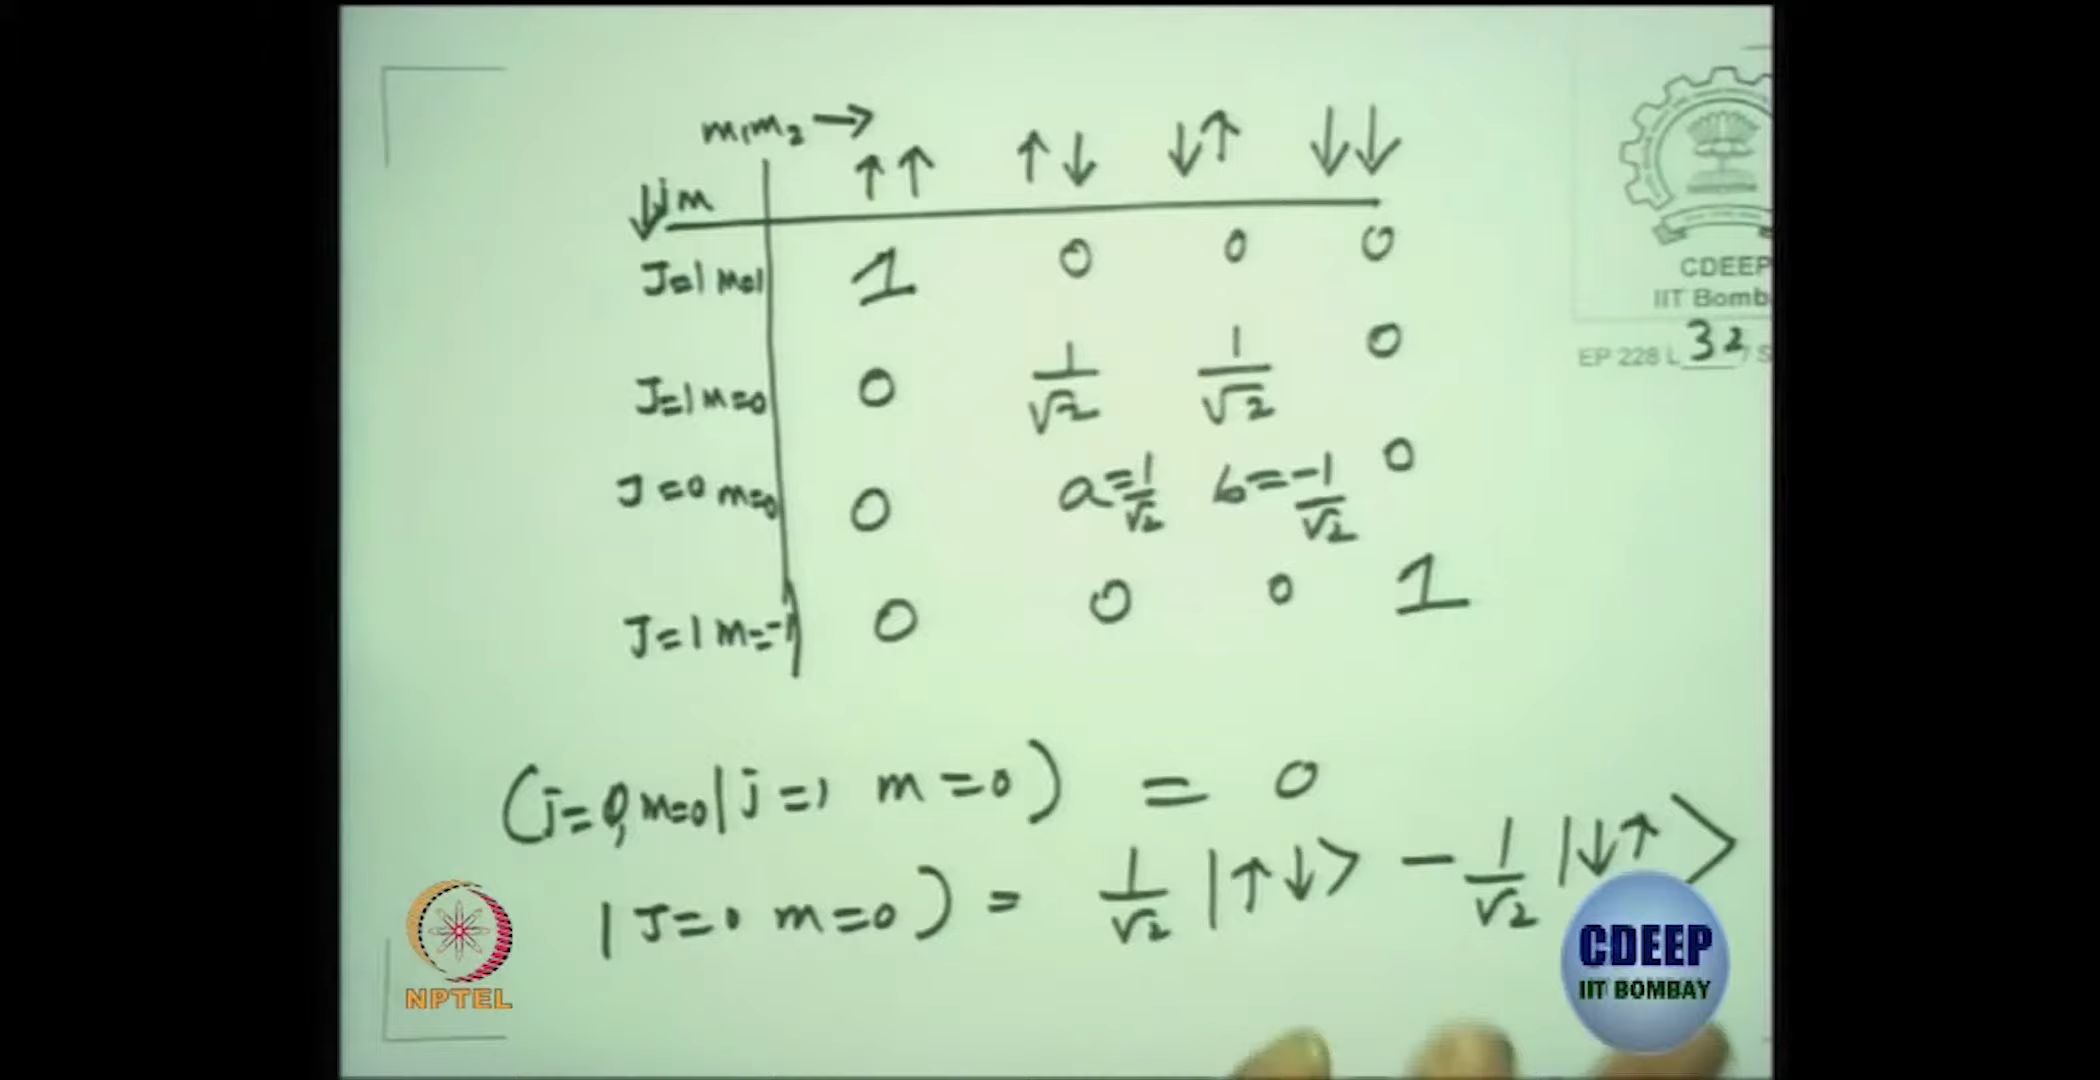 m₁m₂ → ↑↑ ↑↓ ↓↑ ↓↓
↓jm
J=1 m=1 1 0 0 0
J=1 m=0 0 1/√2 1/√2 0
J=0 m=0 0 a=1/√2 b=-1/√2 0
J=1 m=-1 0 0 0 1
(j=0, m=0|j=1 m=0) = 0
|J=0 m=0) = 1/√2 |↑↓> - 1/√2 |↓↑>
CDEEP
IIT Bomb
EP 228 L 32 / S
NPTEL
CDEEP
IIT BOMBAY